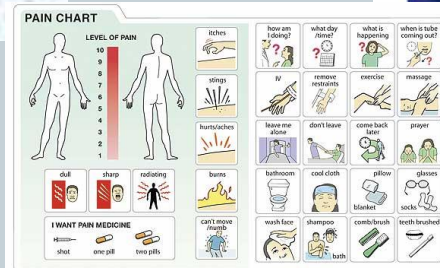 PAIN CHART
LEVEL OF PAIN
10
9
8
7
6
5
4
3
2
1
dull
sharp
radiating
I WANT PAIN MEDICINE
shot
one pill
two pills
itches
stings
hurts/aches
burns
can't move
/numb
how am
I doing?
what day
/time?
what is
happening
when is tube
coming out?
IV
remove
restraints
exercise
massage
leave me
alone
don't leave
come back
later
prayer
bathroom
cool cloth
pillow
blanket
glasses
socks
wash face
shampoo
bath
comb/brush
teeth brushed